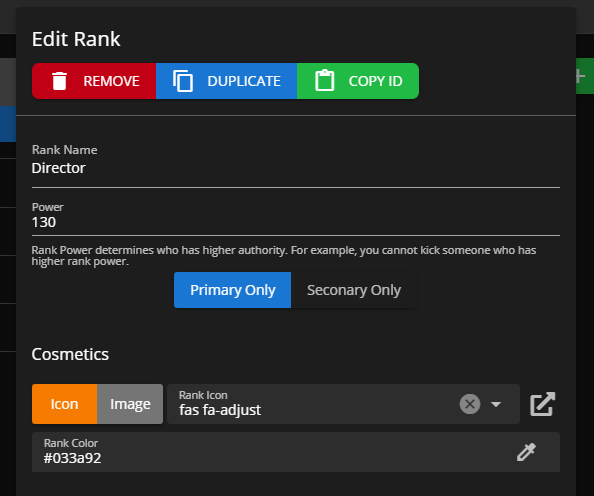 Edit Rank
REMOVE DUPLICATE COPY ID
Rank Name
Director
Power
130
Rank Power determines who has higher authority. For example, you cannot kick someone who has
higher rank power.
Primary Only Seconary Only
Cosmetics
Icon Image Rank Icon
fas fa-adjust
Rank Color
#033a92